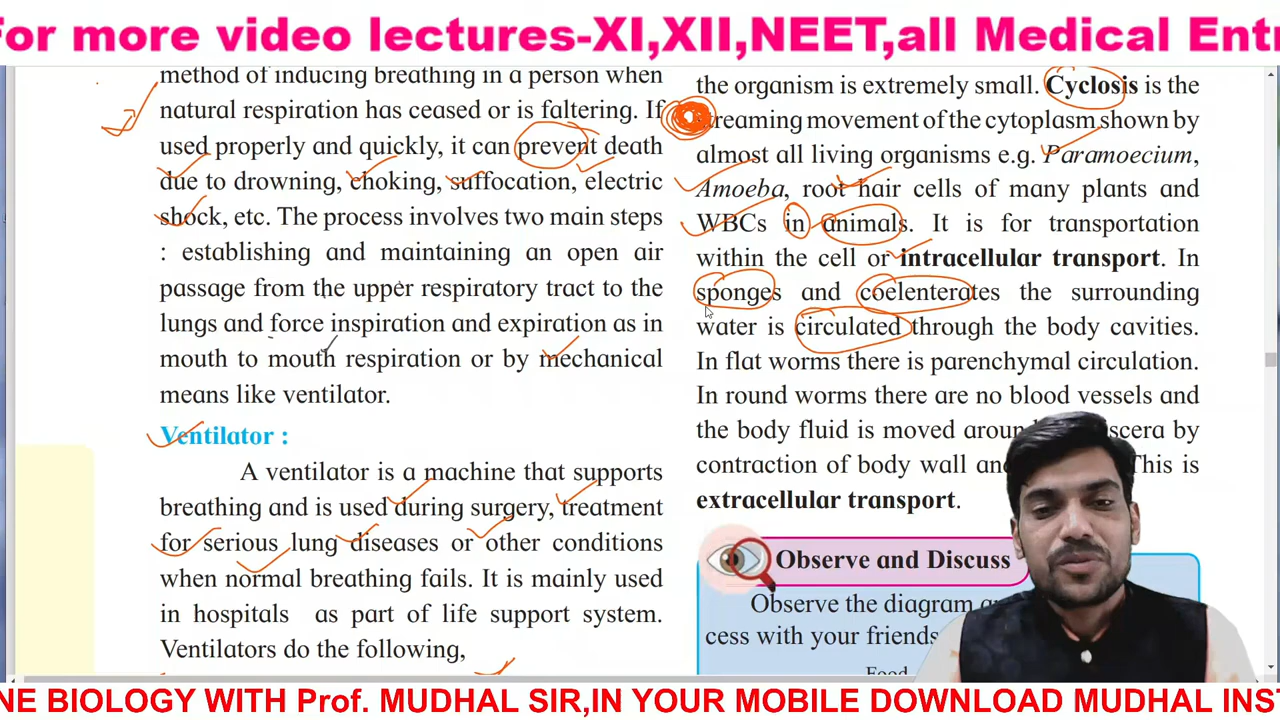 For more video lectures-XI,XII,NEET,all Medical Entr
method of inducing breathing in a person when
natural respiration has ceased or is faltering. If
used properly and quickly, it can prevent death
due to drowning, choking, suffocation, electric
shock, etc. The process involves two main steps
: establishing and maintaining an open air
passage from the upper respiratory tract to the
lungs and force inspiration and expiration as in
mouth to mouth respiration or by mechanical
means like ventilator.
Ventilator :
A ventilator is a machine that supports
breathing and is used during surgery, treatment
for serious lung diseases or other conditions
when normal breathing fails. It is mainly used
in hospitals as part of life support system.
Ventilators do the following,
the organism is extremely small. Cyclosis is the
streaming movement of the cytoplasm shown by
almost all living organisms e.g. Paramoecium,
Amoeba, root hair cells of many plants and
WBCs in animals. It is for transportation
within the cell or intracellular transport. In
sponges and coelenterates the surrounding
water is circulated through the body cavities.
In flat worms there is parenchymal circulation.
In round worms there are no blood vessels and
the body fluid is moved around viscera by
contraction of body wall This is
extracellular transport.
Observe and Discuss
Observe the diagram
cess with your friends
Food
NE BIOLOGY WITH Prof. MUDHAL SIR,IN YOUR MOBILE DOWNLOAD MUDHAL INS